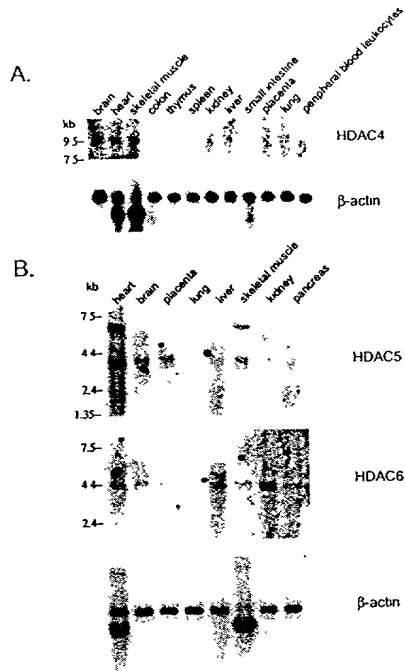 A.
brain heart skeletal muscle colon thymus spleen kidney liver small intestine placenta lung peripheral blood leukocytes
kb
9.5–
7.5–
HDAC4
β-actin
B.
heart brain placenta lung liver skeletal muscle kidney pancreas
kb
7.5–
4.4–
2.4–
1.35–
HDAC5
7.5–
4.4–
2.4–
HDAC6
β-actin